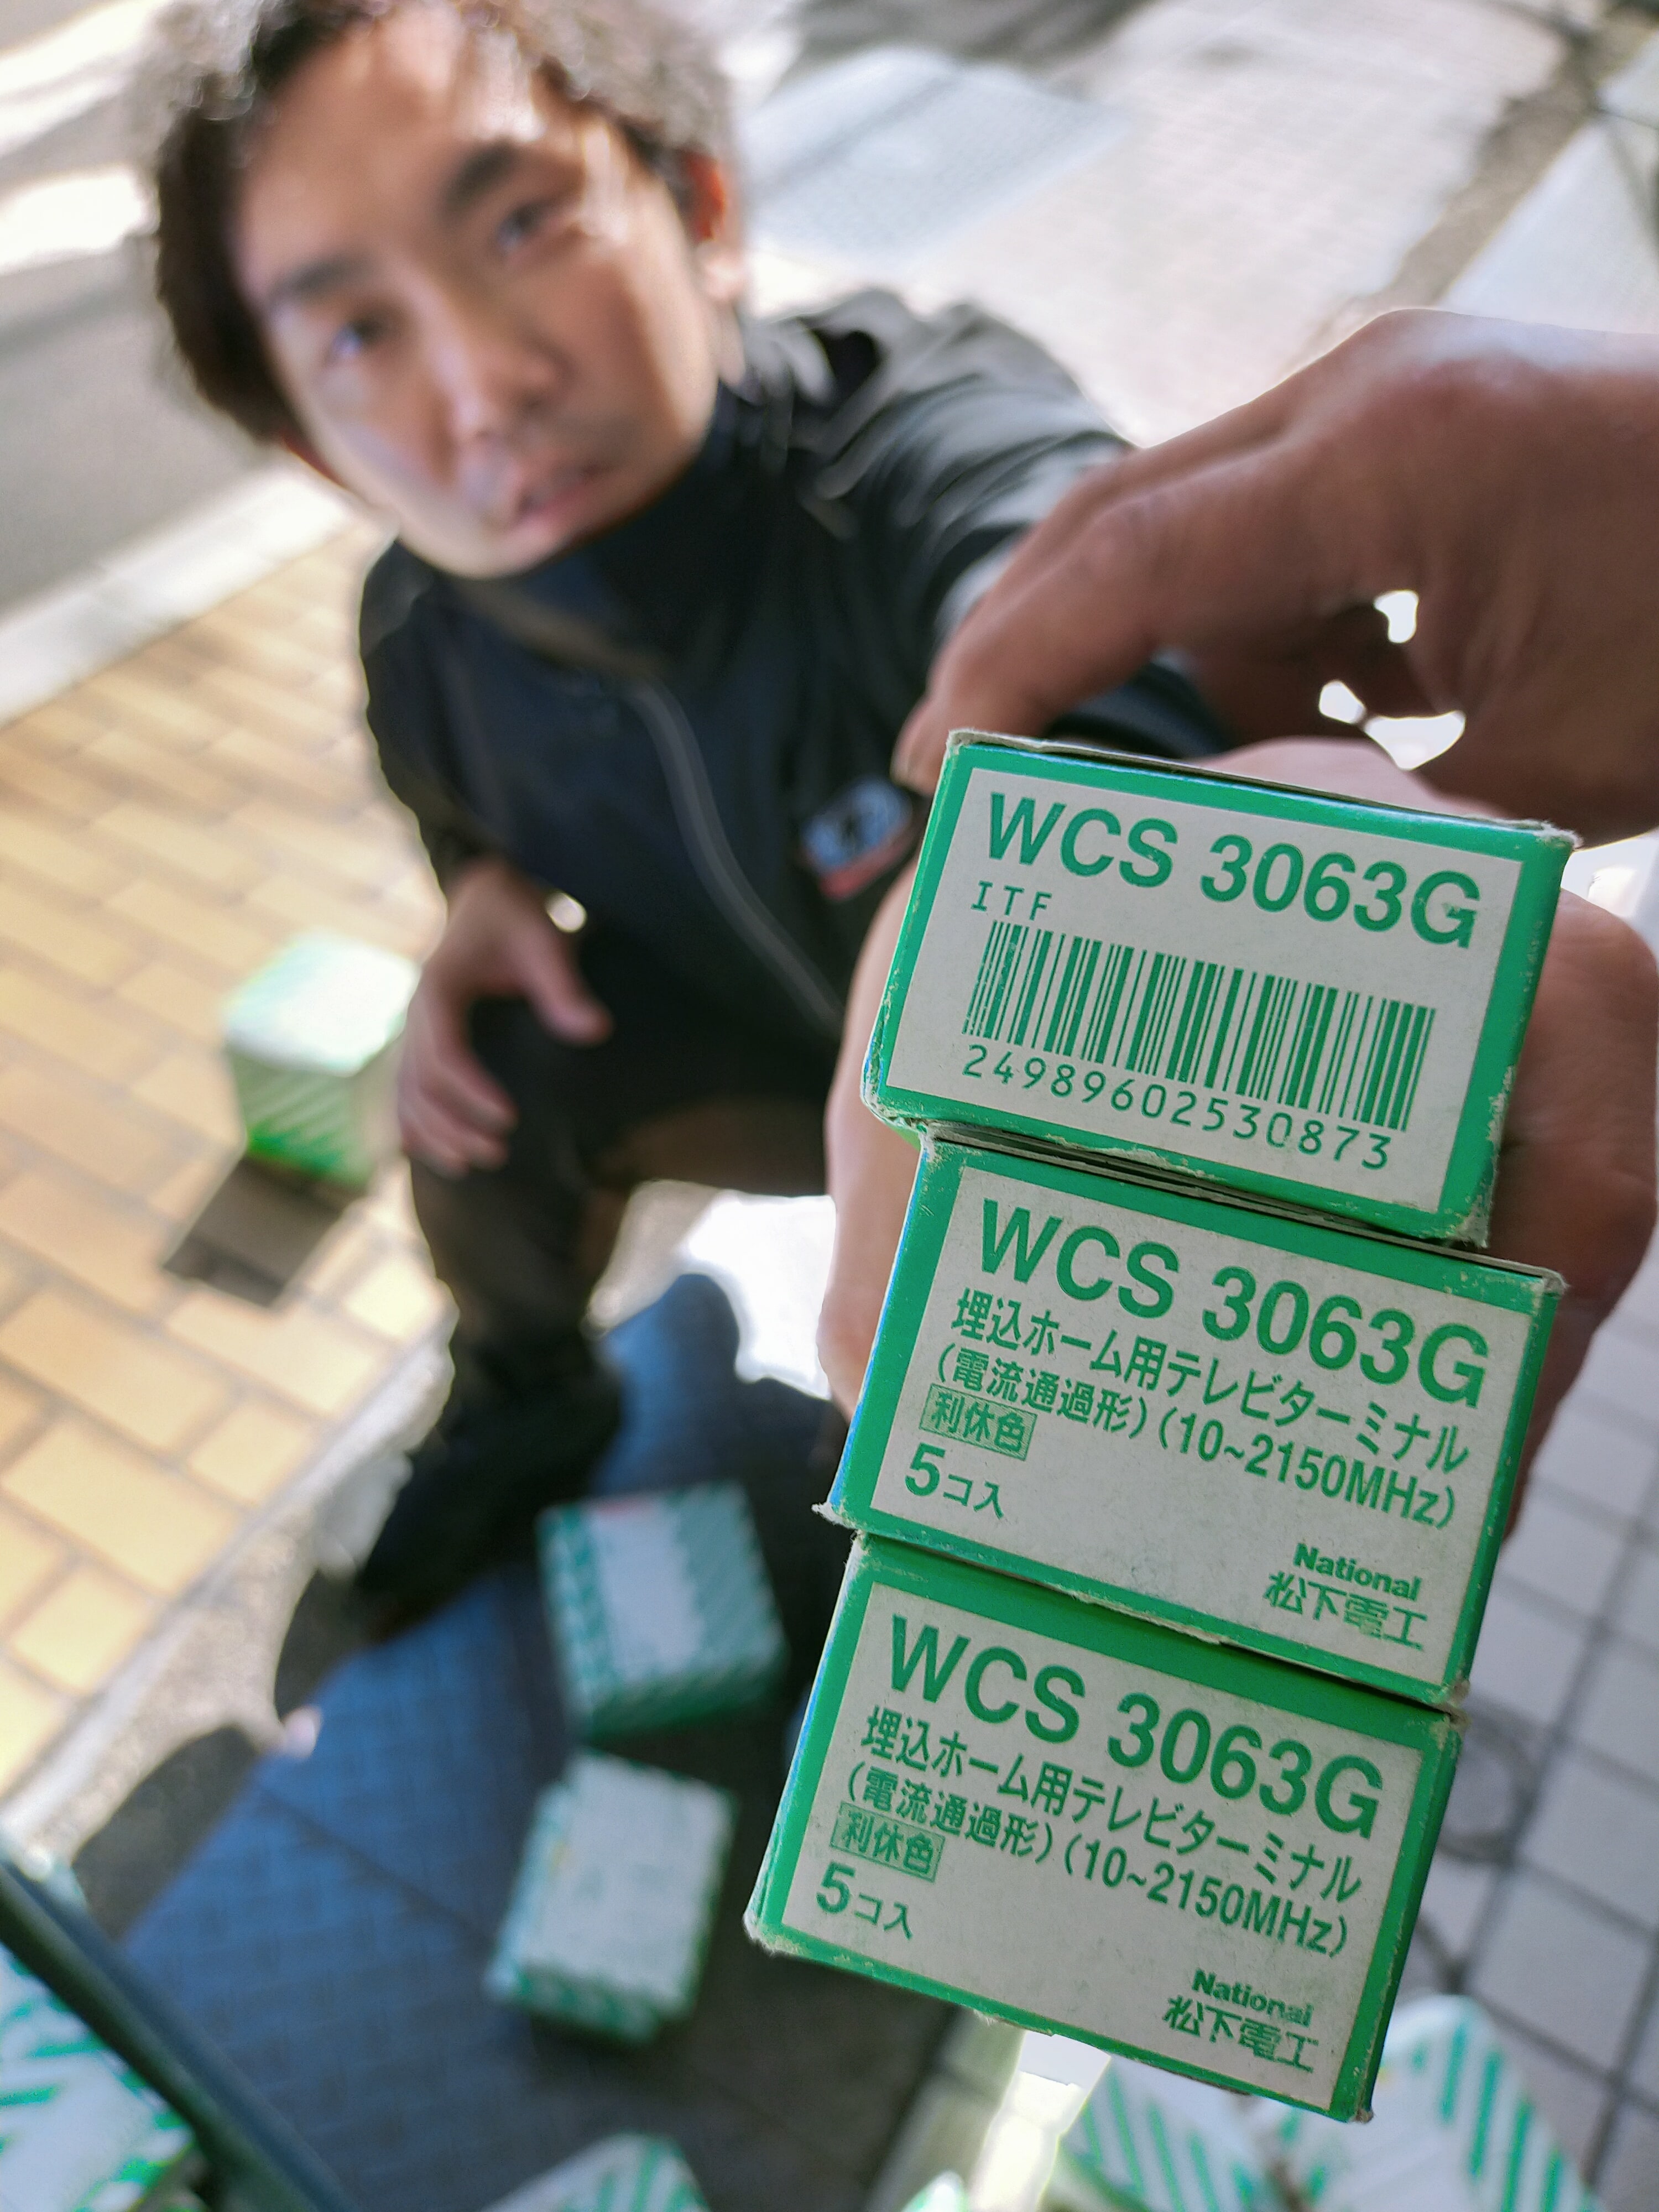 WCS 3063G
ITF
24989602530873
WCS 3063G
埋込ホーム用テレビターミナル
(電流通過形)(10~2150MHz)
利休色
5コ入
National
松下電工
WCS 3063G
埋込ホーム用テレビターミナル
(電流通過形)(10~2150MHz)
利休色
5コ入
National
松下電工